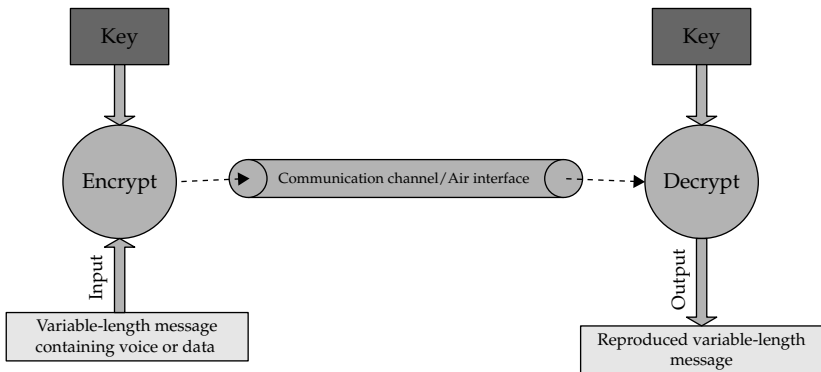 Key
Key
Encrypt
Communication channel/Air interface
Decrypt
Input
Output
Variable-length message
containing voice or data
Reproduced variable-length
message